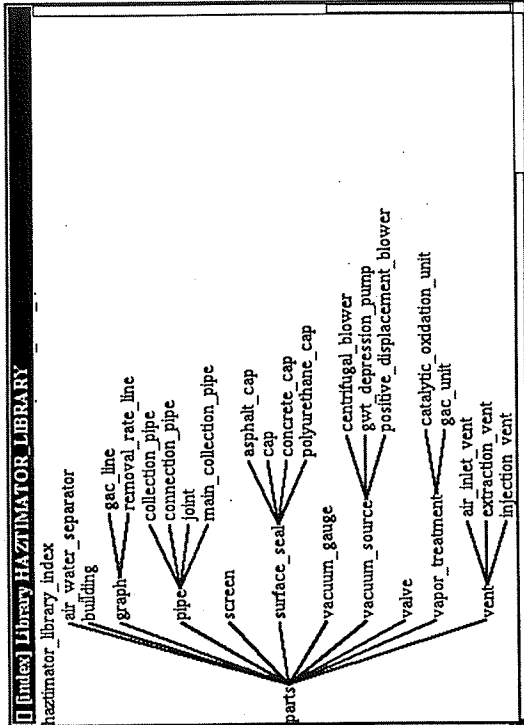 [] [Index] Library HAZTIMATOR_LIBRARY
haztimator_library_index
air_water_separator
building
graph
gac_line
removal_rate_line
pipe
collection_pipe
connection_pipe
joint
main_collection_pipe
screen
surface_seal
asphalt_cap
cap
concrete_cap
polyurethane_cap
vacuum_gauge
vacuum_source
centrifugal_blower
gwt_depression_pump
positive_displacement_blower
valve
vapor_treatment
catalytic_oxidation_unit
gac_unit
vent
air_inlet_vent
extraction_vent
injection_vent
parts